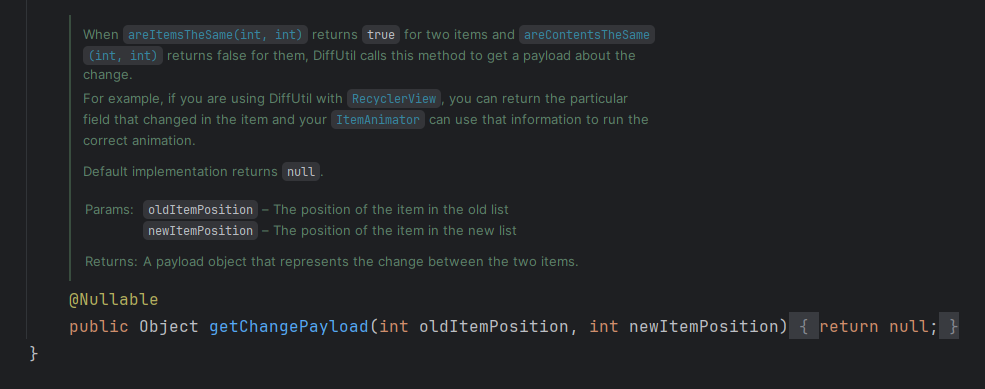 When areItemsTheSame(int, int) returns true for two items and areContentsTheSame
(int, int) returns false for them, DiffUtil calls this method to get a payload about the
change.
For example, if you are using DiffUtil with RecyclerView, you can return the particular
field that changed in the item and your ItemAnimator can use that information to run the
correct animation.
Default implementation returns null.
Params: oldItemPosition – The position of the item in the old list
newItemPosition – The position of the item in the new list
Returns: A payload object that represents the change between the two items.
@Nullable
public Object getChangePayload(int oldItemPosition, int newItemPosition) { return null; }
}